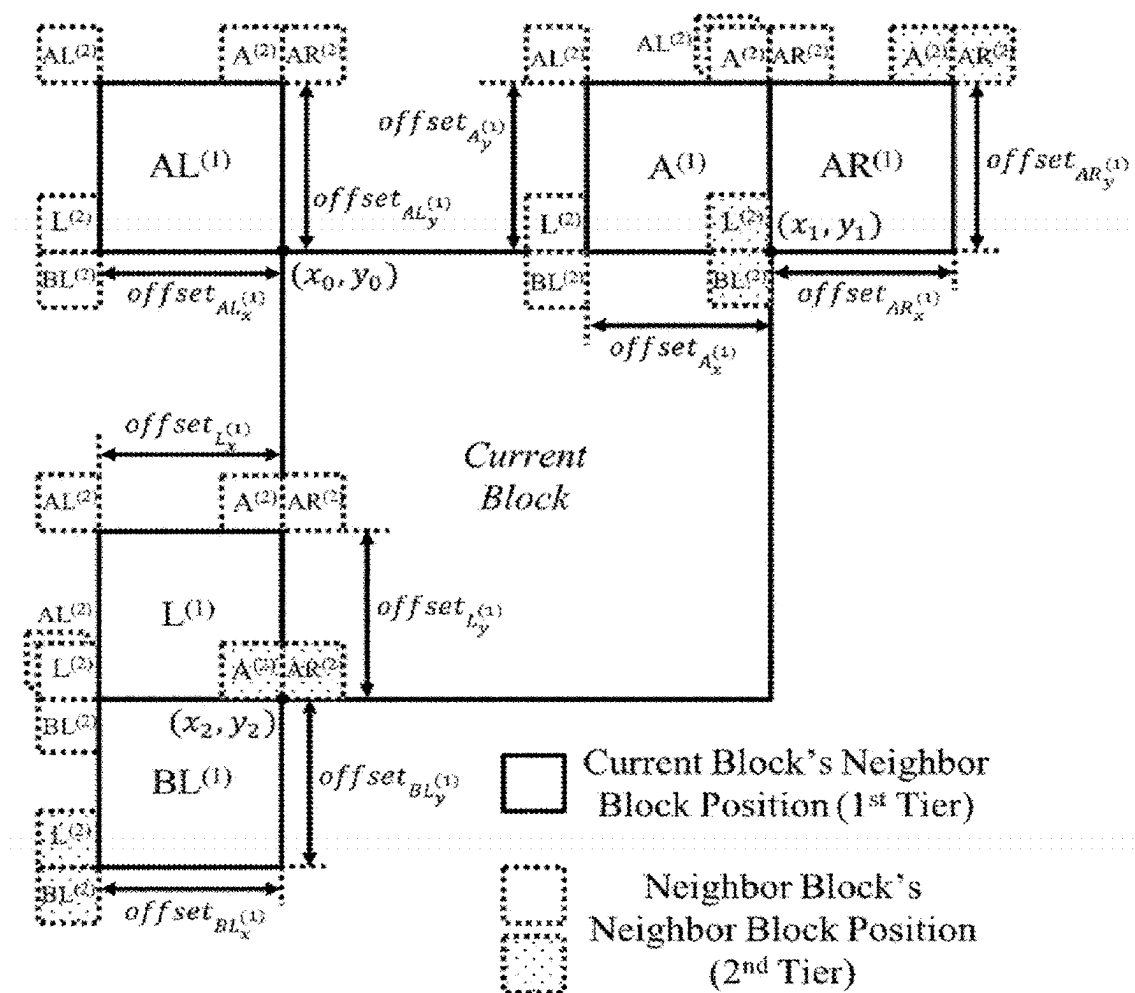 AL(2) A(2) AR(2) AL(2) AL(2) A(2) AR(2) A(2) AR(2)
offset_{A_y^{(1)}}
AL(1) A(1) AR(1)
offset_{AR_y^{(1)}}
offset_{AL_y^{(1)}}
L(2) L(2) L(2) (x₁, y₁)
BL(2) (x₀, y₀) BL(2) BL(2)
offset_{AL_x^{(1)}} offset_{AR_x^{(1)}}
offset_{A_x^{(1)}}
offset_{L_x^{(1)}}
Current
Block
AL(2) A(2) AR(2)
AL(2) L(1) offset_{L_y^{(1)}}
L(2) A(2) AR(2)
BL(2) (x₂, y₂)
BL(1) offset_{BL_y^{(1)}}
L(2)
BL(2) offset_{BL_x^{(1)}}
Current Block's Neighbor
Block Position (1st Tier)
Neighbor Block's
Neighbor Block Position
(2nd Tier)